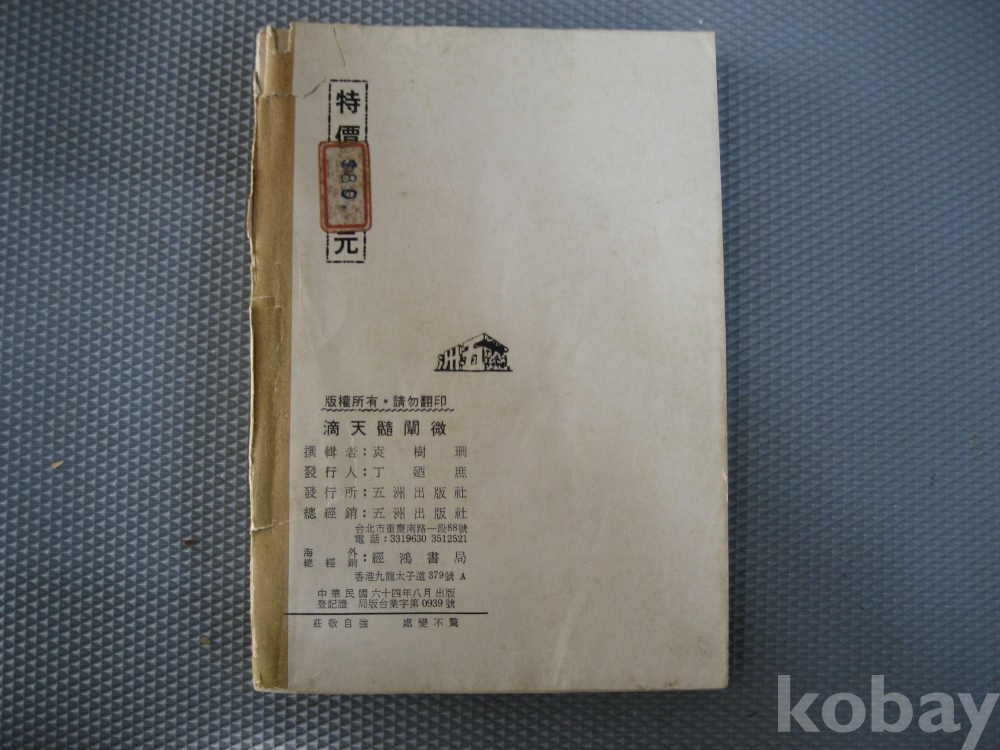 特價
$80
元
五洲
版權所有·請勿翻印
滴天髓闡微
撰輯者：袁樹珊
發行人：丁迺庶
發行所：五洲出版社
總經銷：五洲出版社
台北市重慶南路一段88號
電話：3319630 3512521
海外總經銷：經鴻書局
香港九龍太子道379號 A
中華民國六十四年八月出版
登記證 局版台業字第0939號
莊敬自強 處變不驚
kobay